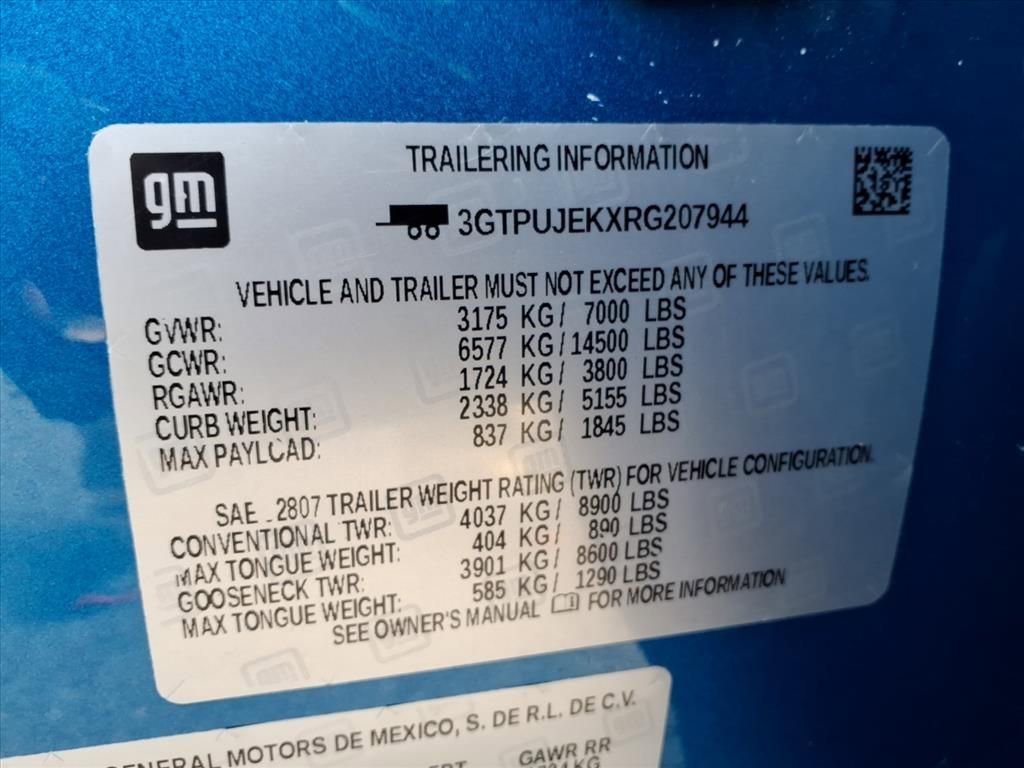 gm
TRAILERING INFORMATION
3GTPUJEKXRG207944
VEHICLE AND TRAILER MUST NOT EXCEED ANY OF THESE VALUES.
GVWR: 3175 KG/ 7000 LBS
GCWR: 6577 KG/14500 LBS
RGAWR: 1724 KG/ 3800 LBS
CURB WEIGHT: 2338 KG/ 5155 LBS
MAX PAYLOAD: 837 KG/ 1845 LBS
SAE J2807 TRAILER WEIGHT RATING (TWR) FOR VEHICLE CONFIGURATION.
CONVENTIONAL TWR: 4037 KG/ 8900 LBS
MAX TONGUE WEIGHT: 404 KG/ 890 LBS
GOOSENECK TWR: 3901 KG/ 8600 LBS
MAX TONGUE WEIGHT: 585 KG/ 1290 LBS
SEE OWNER'S MANUAL FOR MORE INFORMATION
GENERAL MOTORS DE MEXICO, S. DE R.L. DE C.V.
GAWR RR